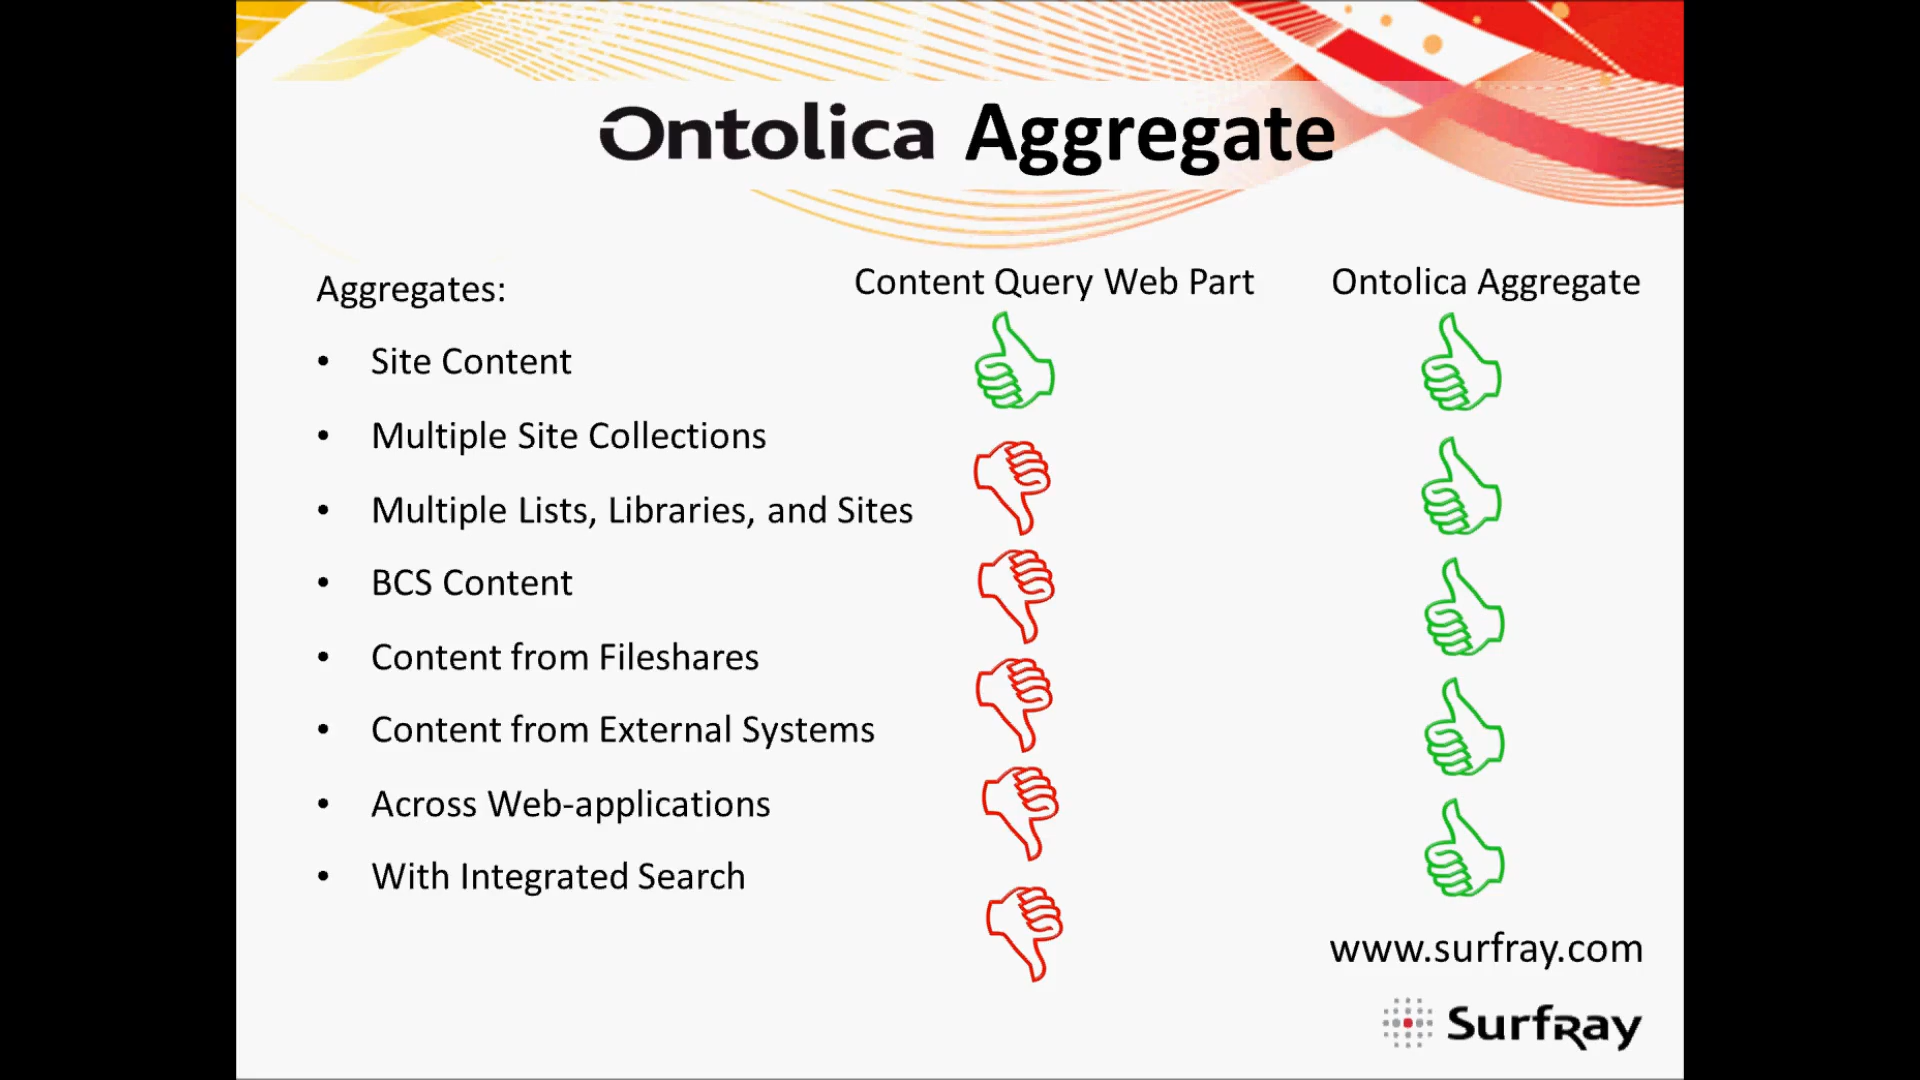 Ontolica Aggregate
Aggregates:
Content Query Web Part
Ontolica Aggregate
• Site Content
• Multiple Site Collections
• Multiple Lists, Libraries, and Sites
• BCS Content
• Content from Fileshares
• Content from External Systems
• Across Web-applications
• With Integrated Search
www.surfray.com
SurfRay